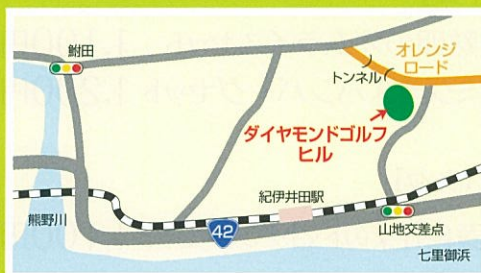 鮒田
オレンジ
ロード
トンネル
ダイヤモンドゴルフ
ヒル
紀伊井田駅
熊野川
42
山地交差点
七里御浜